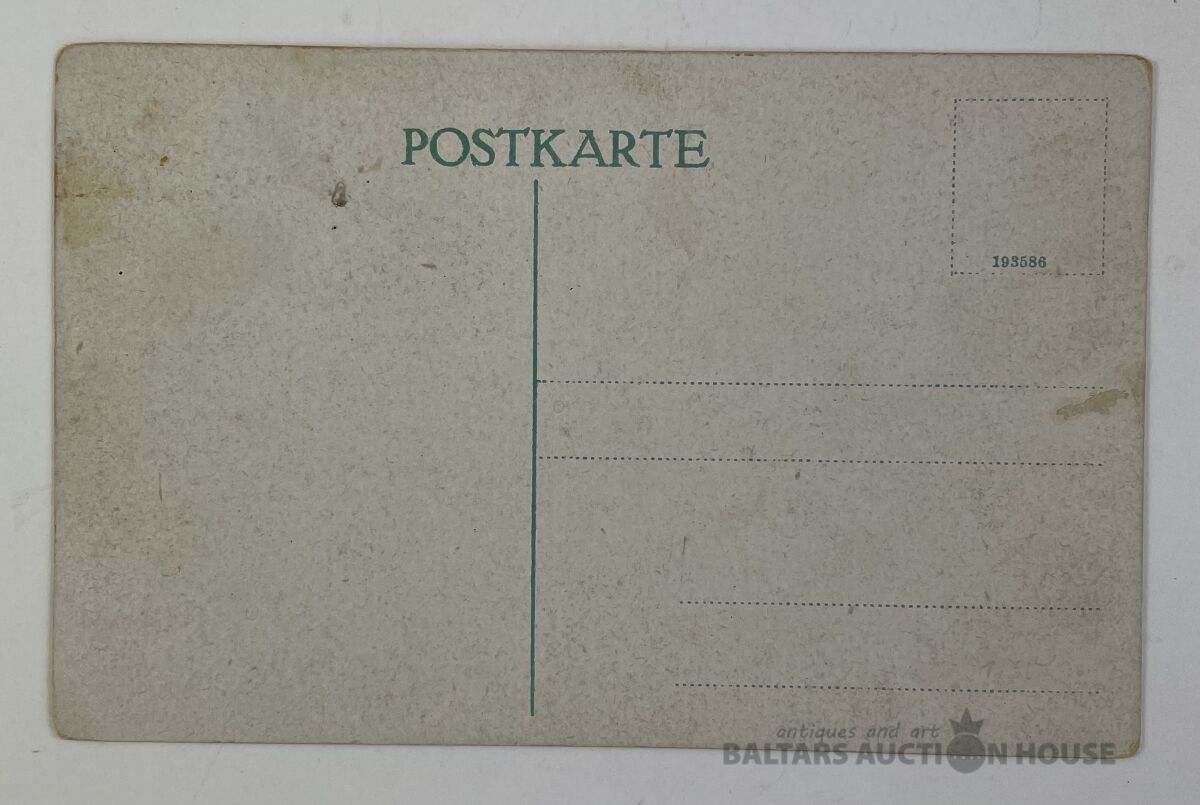 POSTKARTE
193586
antiques and art
BALTARS AUCTION HOUSE